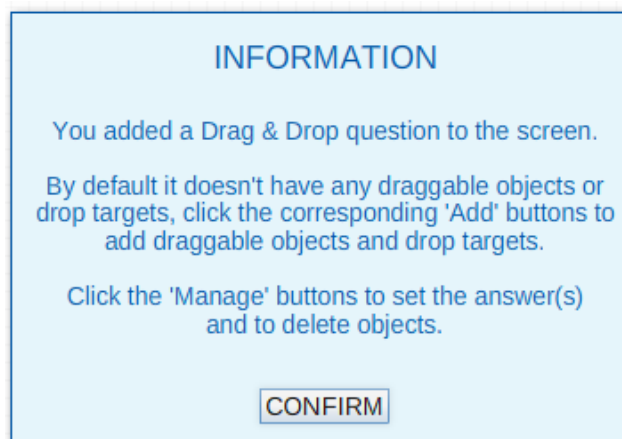 INFORMATION
You added a Drag & Drop question to the screen.
By default it doesn't have any draggable objects or
drop targets, click the corresponding 'Add' buttons to
add draggable objects and drop targets.
Click the 'Manage' buttons to set the answer(s)
and to delete objects.
CONFIRM